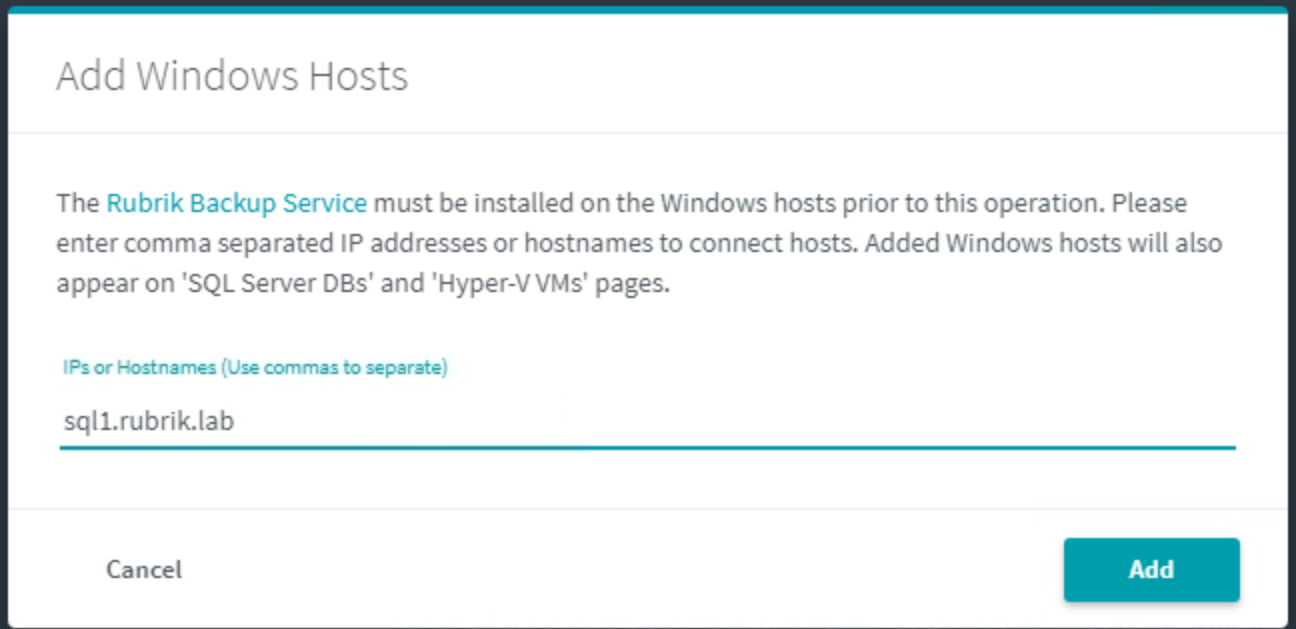 Add Windows Hosts
The Rubrik Backup Service must be installed on the Windows hosts prior to this operation. Please
enter comma separated IP addresses or hostnames to connect hosts. Added Windows hosts will also
appear on 'SQL Server DBs' and 'Hyper-V VMs' pages.
IPs or Hostnames (Use commas to separate)
sql1.rubrik.lab
Cancel
Add